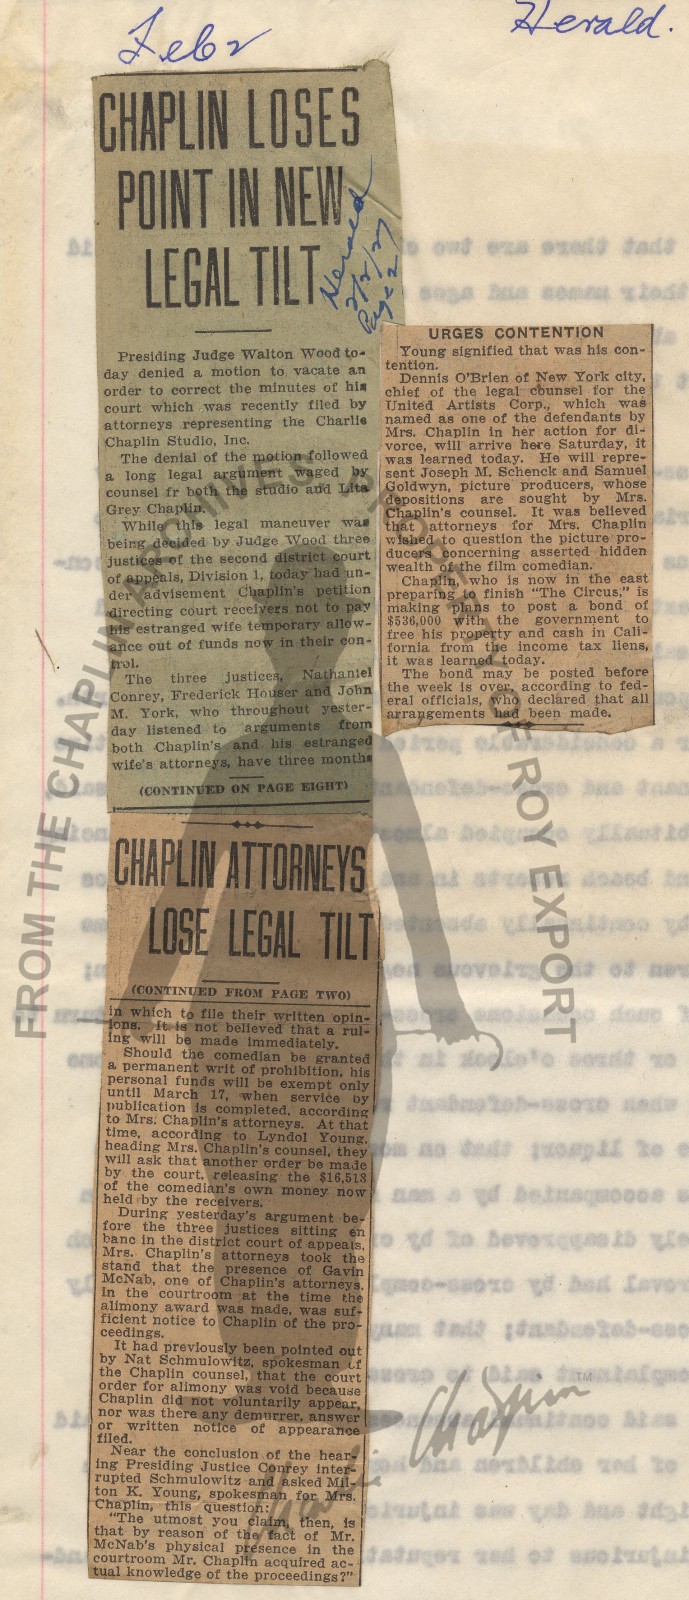 Feb 2
Herald.
CHAPLIN LOSES
POINT IN NEW
LEGAL TILT
Herald
2/2/27
Page 2
Presiding Judge Walton Wood to-
day denied a motion to vacate an
order to correct the minutes of his
court which was recently filed by
attorneys representing the Charlie
Chaplin Studio, Inc.
The denial of the motion followed
a long legal argument waged by
counsel fr both the studio and Lita
Grey Chaplin.
While this legal maneuver was
being decided by Judge Wood three
justices of the second district court
of appeals, Division 1, today had un-
der advisement Chaplin's petition
directing court receivers not to pay
his estranged wife temporary allow-
ance out of funds now in their con-
trol.
The three justices, Nathaniel
Conrey, Frederick Houser and John
M. York, who throughout yester-
day listened to arguments from
both Chaplin's and his estranged
wife's attorneys, have three months
(CONTINUED ON PAGE EIGHT)
CHAPLIN ATTORNEYS
LOSE LEGAL TILT
(CONTINUED FROM PAGE TWO)
in which to file their written opin-
ions. It is not believed that a rul-
ing will be made immediately.
Should the comedian be granted
a permanent writ of prohibition, his
personal funds will be exempt only
until March 17, when service by
publication is completed, according
to Mrs. Chaplin's attorneys. At that
time, according to Lyndol Young,
heading Mrs. Chaplin's counsel, they
will ask that another order be made
by the court, releasing the $16,513
of the comedian's own money now
held by the receivers.
During yesterday's argument be-
fore the three justices sitting en
banc in the district court of appeals,
Mrs. Chaplin's attorneys took the
stand that the presence of Gavin
McNab, one of Chaplin's attorneys,
in the courtroom at the time the
alimony award was made, was suf-
ficient notice to Chaplin of the pro-
ceedings.
It had previously been pointed out
by Nat Schmulowitz, spokesman of
the Chaplin counsel, that the court
order for alimony was void because
Chaplin did not voluntarily appear,
nor was there any demurrer, answer
or written notice of appearance
filed.
Near the conclusion of the hear-
ing Presiding Justice Conrey inter-
rupted Schmulowitz and asked Mil-
ton K. Young, spokesman for Mrs.
Chaplin, this question:
"The utmost you claim, then, is
that by reason of the fact of Mr.
McNab's physical presence in the
courtroom Mr. Chaplin acquired ac-
tual knowledge of the proceedings?"
URGES CONTENTION
Young signified that was his con-
tention.
Dennis O'Brien of New York city,
chief of the legal counsel for the
United Artists Corp., which was
named as one of the defendants by
Mrs. Chaplin in her action for di-
vorce, will arrive here Saturday, it
was learned today. He will repre-
sent Joseph M. Schenck and Samuel
Goldwyn, picture producers, whose
depositions are sought by Mrs.
Chaplin's counsel. It was believed
that attorneys for Mrs. Chaplin
wished to question the picture pro-
ducers concerning asserted hidden
wealth of the film comedian.
Chaplin, who is now in the east
preparing to finish "The Circus," is
making plans to post a bond of
$536,000 with the government to
free his property and cash in Cali-
fornia from the income tax liens,
it was learned today.
The bond may be posted before
the week is over, according to fed-
eral officials, who declared that all
arrangements had been made.
FROM THE CHAPLIN ARCHIVES PROPERTY OF ROY EXPORT
Charlie Chaplin TM